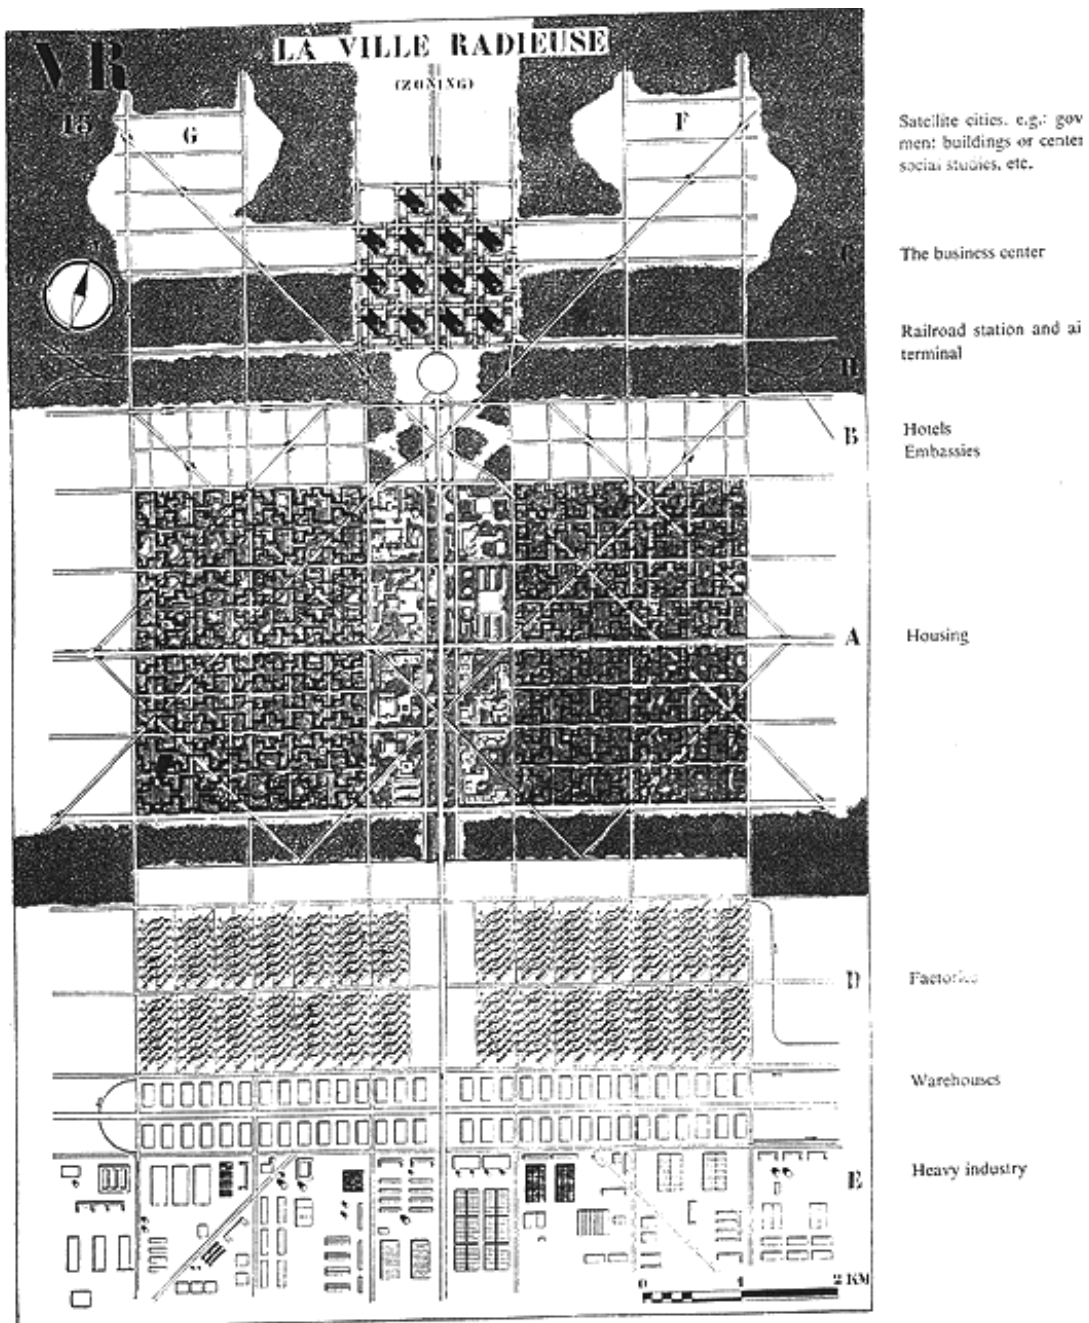 VR
LA VILLE RADIEUSE
(ZONING)
15
G
F
Satellite cities, e.g.: gov
ment buildings or center
social studies, etc.
C
The business center
Railroad station and ai
terminal
H
B
Hotels
Embassies
A
Housing
D
Factories
Warehouses
E
Heavy industry
0 1 2 KM